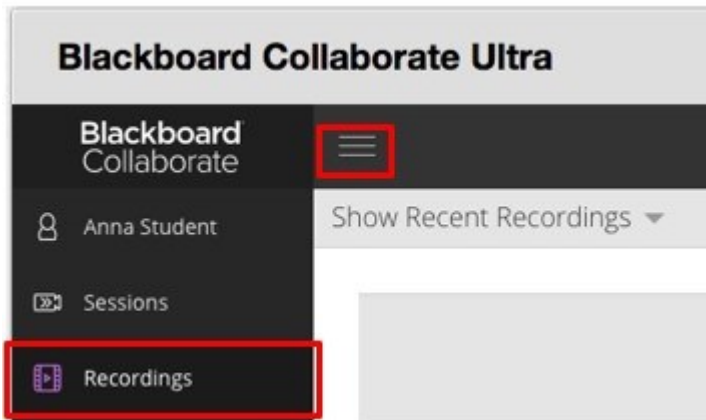 Blackboard Collaborate Ultra
Blackboard
Collaborate
Anna Student
Show Recent Recordings
Sessions
Recordings